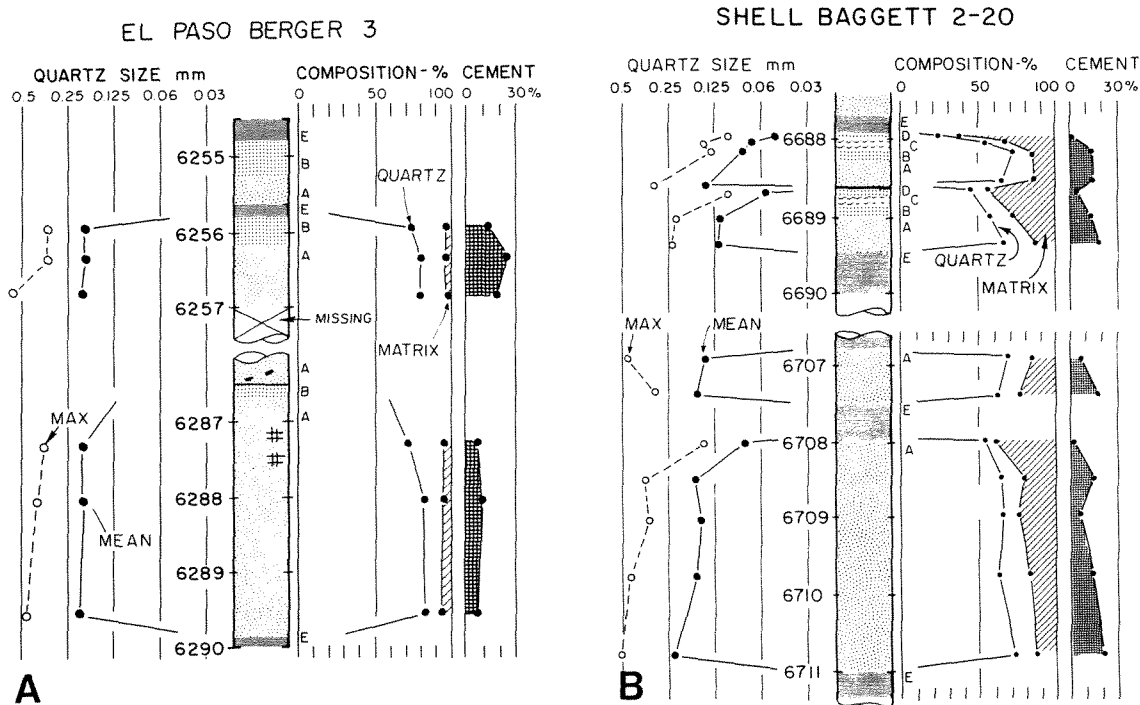 EL PASO BERGER 3
QUARTZ SIZE mm
COMPOSITION-%
CEMENT
0.5 0.25 0.125 0.06 0.03
0 50 100
0 30%
6255
6256
6257
6287
6288
6289
6290
E
B
A
E
B
A
A
B
A
E
QUARTZ
MISSING
MATRIX
MAX
MEAN
A
SHELL BAGGETT 2-20
QUARTZ SIZE mm
COMPOSITION-%
CEMENT
0.5 0.25 0.125 0.06 0.03
0 50 100
0 30%
6688
6689
6690
6707
6708
6709
6710
6711
E
D
C
B
A
D
C
B
A
E
A
E
A
E
QUARTZ
MATRIX
MAX
MEAN
B